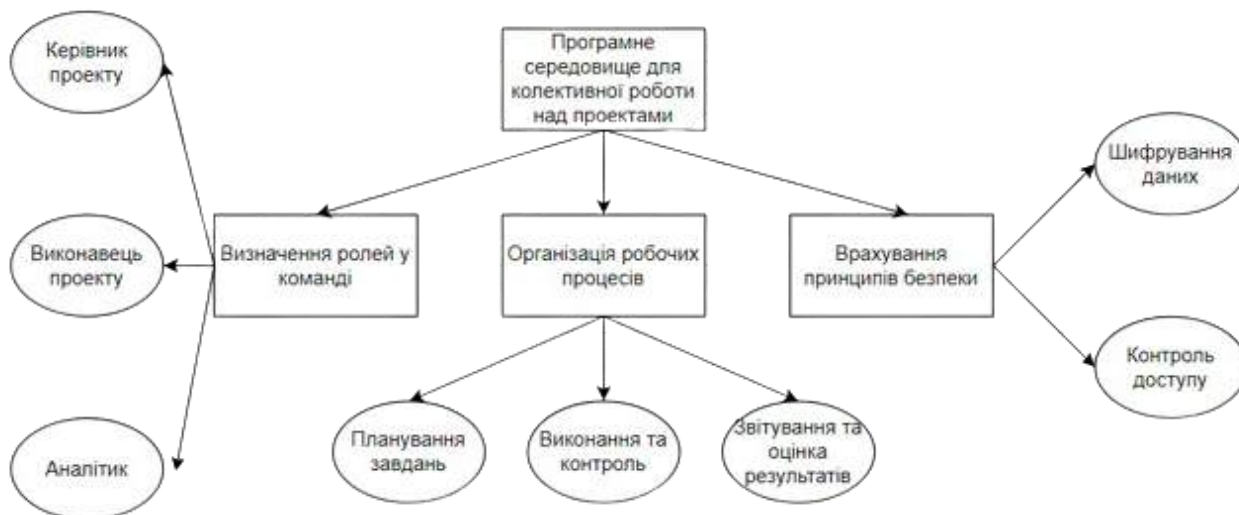 Керівник
проекту
Програмне
середовище для
колективної роботи
над проектами
Шифрування
даних
Виконавець
проекту
Визначення ролей у
команді
Організація робочих
процесів
Врахування
принципів безпеки
Контроль
доступу
Аналітик
Планування
завдань
Виконання та
контроль
Звітування та
оцінка
результатів